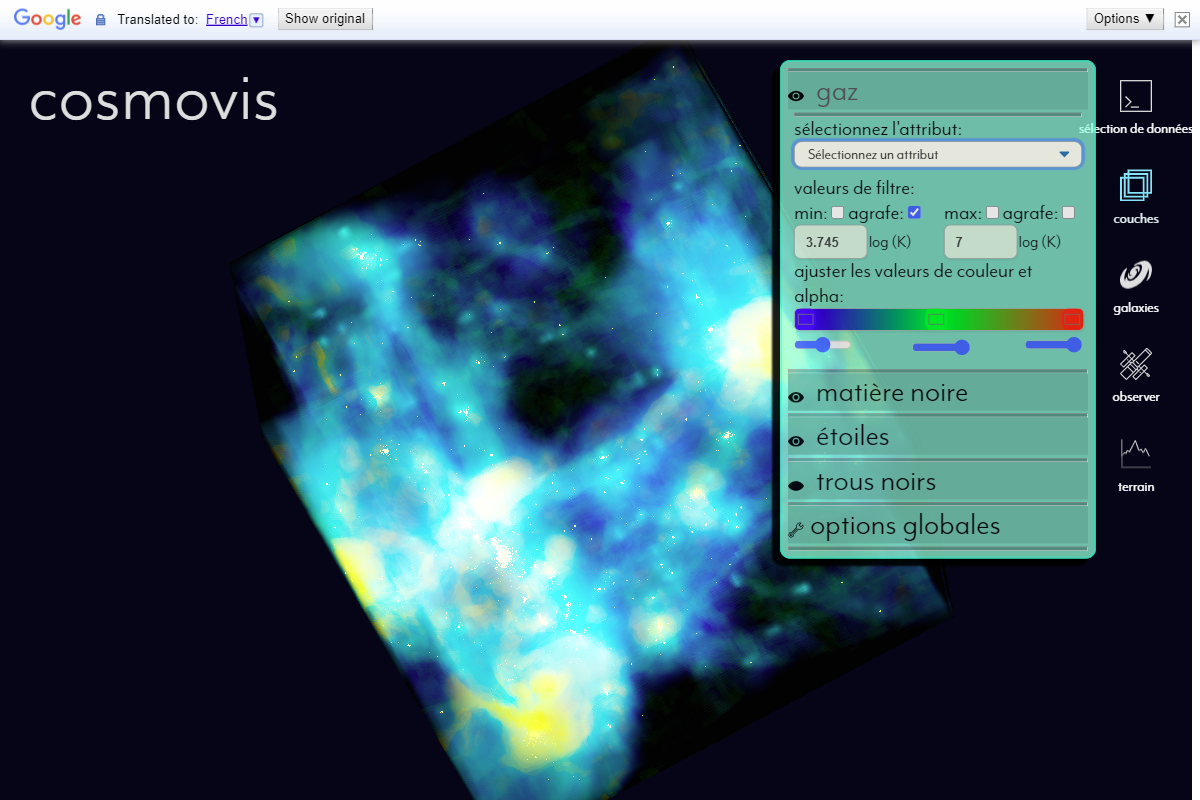 Google Translated to: French Show original Options ▼
cosmovis
gaz
sélectionnez l'attribut:
Sélectionnez un attribut
valeurs de filtre:
min: agrafe: max: agrafe:
3.745 log (K) 7 log (K)
ajuster les valeurs de couleur et
alpha:
matière noire
étoiles
trous noirs
options globales
sélection de données
couches
galaxies
observer
terrain